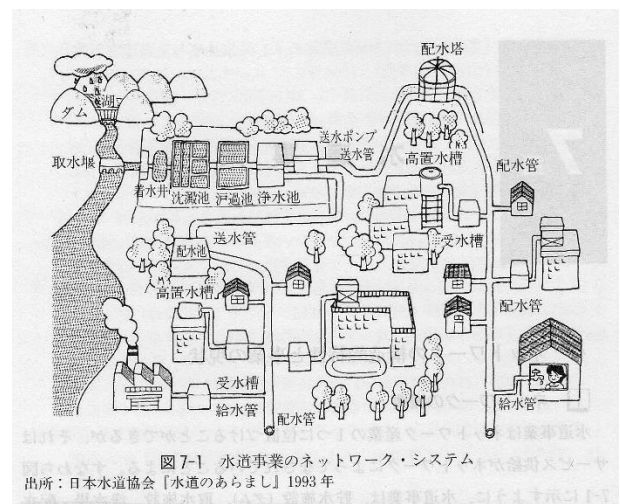 配水塔
湖
ダム
送水ポンプ
送水管
高置水槽
取水堰
配水管
着水井
沈澱池
沪過池
浄水池
受水槽
送水管
配水池
高置水槽
配水管
受水槽
給水管
配水管
給水管
図7-1 水道事業のネットワーク・システム
出所：日本水道協会『水道のあらまし』1993年